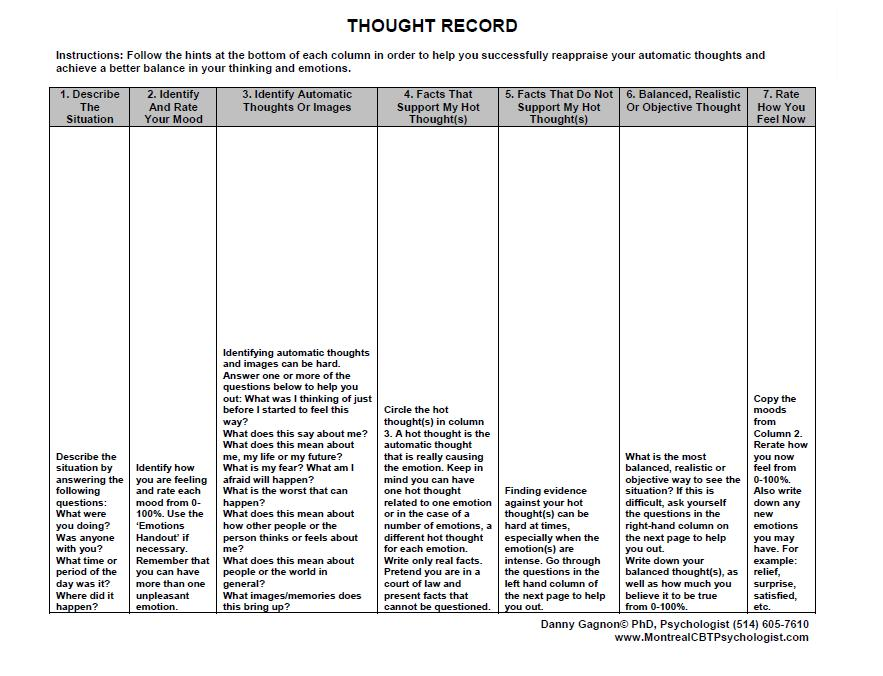 THOUGHT RECORD
Instructions: Follow the hints at the bottom of each column in order to help you successfully reappraise your automatic thoughts and
achieve a better balance in your thinking and emotions.
1. Describe
The
Situation
2. Identify
And Rate
Your Mood
3. Identify Automatic
Thoughts Or Images
4. Facts That
Support My Hot
Thought(s)
5. Facts That Do Not
Support My Hot
Thought(s)
6. Balanced, Realistic
Or Objective Thought
7. Rate
How You
Feel Now
Describe the
situation by
answering the
following
questions:
What were
you doing?
Was anyone
with you?
What time or
period of the
day was it?
Where did it
happen?
Identify how
you are feeling
and rate each
mood from 0-
100%. Use the
‘Emotions
Handout’ if
necessary.
Remember that
you can have
more than one
unpleasant
emotion.
Identifying automatic thoughts
and images can be hard.
Answer one or more of the
questions below to help you
out: What was I thinking of just
before I started to feel this
way?
What does this say about me?
What does this mean about
me, my life or my future?
What is my fear? What am I
afraid will happen?
What is the worst that can
happen?
What does this mean about
how other people or the
person thinks or feels about
me?
What does this mean about
people or the world in
general?
What images/memories does
this bring up?
Circle the hot
thought(s) in column
3. A hot thought is the
automatic thought
that is really causing
the emotion. Keep in
mind you can have
one hot thought
related to one emotion
or in the case of a
number of emotions, a
different hot thought
for each emotion.
Write only real facts.
Pretend you are in a
court of law and
present facts that
cannot be questioned.
Finding evidence
against your hot
thought(s) can be
hard at times,
especially when the
emotion(s) are
intense. Go through
the questions in the
left hand column of
the next page to help
you out.
What is the most
balanced, realistic or
objective way to see the
situation? If this is
difficult, ask yourself
the questions in the
right-hand column on
the next page to help
you out.
Write down your
balanced thought(s), as
well as how much you
believe it to be true
from 0-100%.
Copy the
moods
from
Column 2.
Rerate how
you now
feel from
0-100%.
Also write
down any
new
emotions
you may
have. For
example:
relief,
surprise,
satisfied,
etc.
Danny Gagnon© PhD, Psychologist (514) 605-7610
www.MontrealCBTPsychologist.com